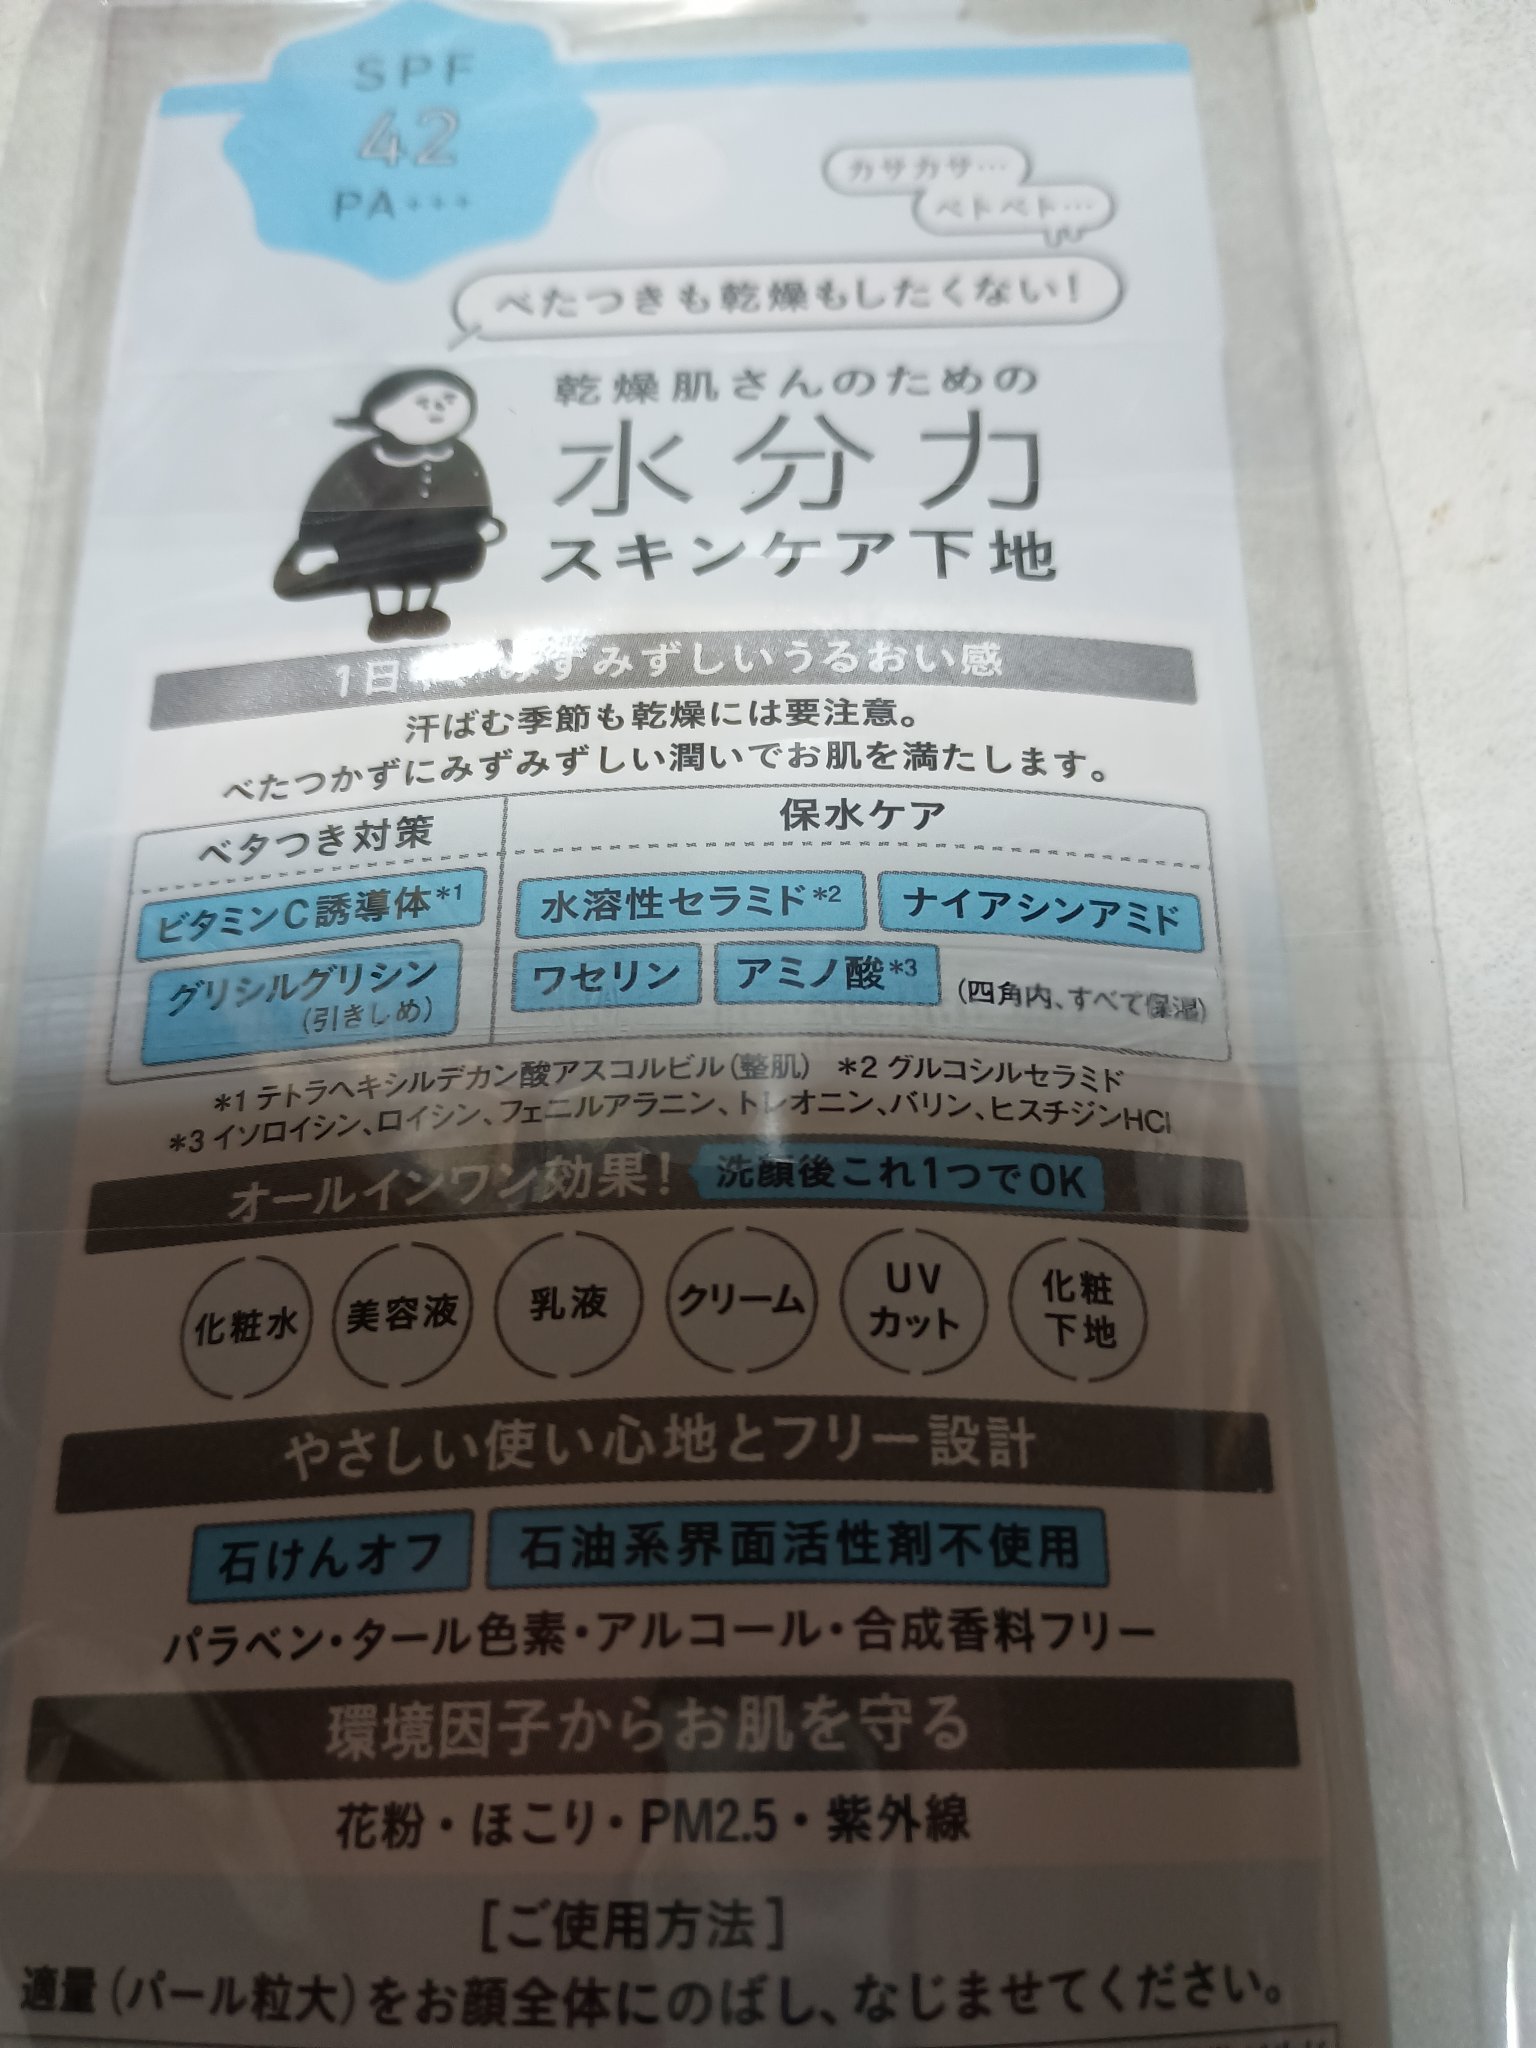 SPF
42
PA+++
カサカサ…
ベトベト…
べたつきも乾燥もしたくない!
乾燥肌さんのための
水分力
スキンケア下地
1日中 みずみずしいうるおい感
汗ばむ季節も乾燥には要注意。
べたつかずにみずみずしい潤いでお肌を満たします。
ベタつき対策
保水ケア
ビタミンC誘導体*1
水溶性セラミド*2
ナイアシンアミド
グリシルグリシン
(引きしめ)
ワセリン
アミノ酸*3
(四角内、すべて保湿)
*1 テトラヘキシルデカン酸アスコルビル(整肌) *2 グルコシルセラミド
*3 イソロイシン、ロイシン、フェニルアラニン、トレオニン、バリン、ヒスチジンHCl
オールインワン効果! 洗顔後これ1つでOK
化粧水
美容液
乳液
クリーム
UV
カット
化粧
下地
やさしい使い心地とフリー設計
石けんオフ
石油系界面活性剤不使用
パラベン・タール色素・アルコール・合成香料フリー
環境因子からお肌を守る
花粉・ほこり・PM2.5・紫外線
[ご使用方法]
適量(パール粒大)をお顔全体にのばし、なじませてください。